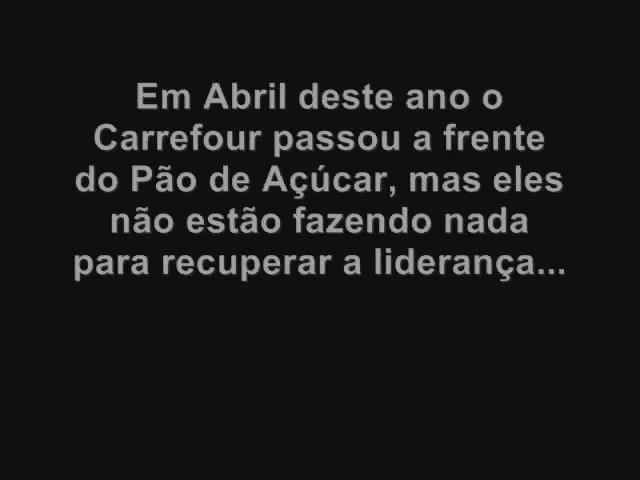 Em Abril deste ano o
Carrefour passou a frente
do Pão de Açúcar, mas eles
não estão fazendo nada
para recuperar a liderança...